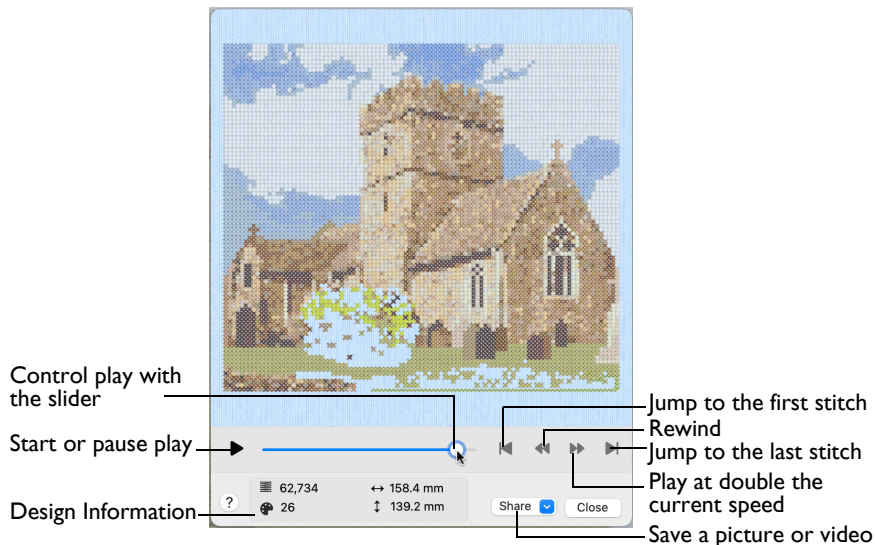 Control play with
the slider
Start or pause play
Design Information
Jump to the first stitch
Rewind
Jump to the last stitch
Play at double the
current speed
Save a picture or video
?
62,734
↔ 158.4 mm
26
↕ 139.2 mm
Share
Close